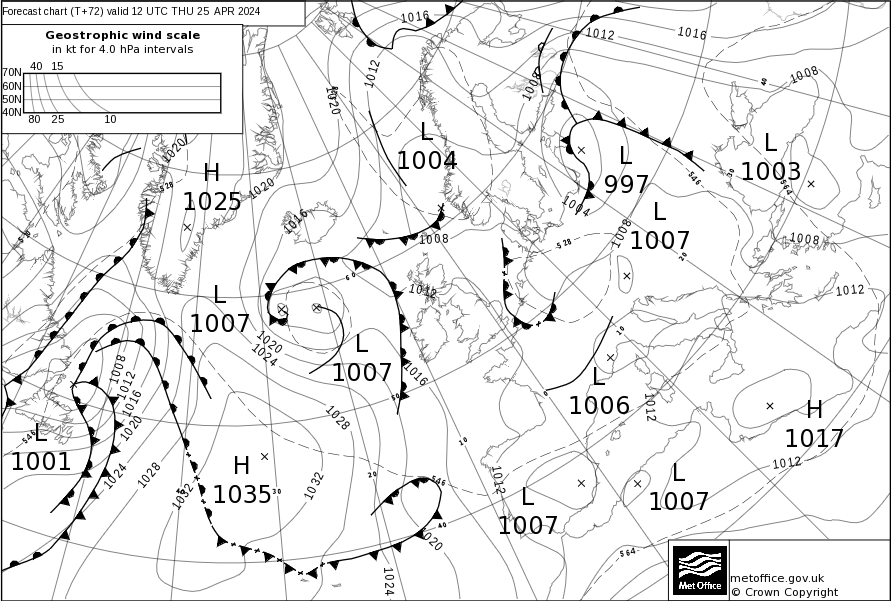 Forecast chart (T+72) valid 12 UTC THU 25 APR 2024
Geostrophic wind scale
in kt for 4.0 hPa intervals
40 15
70N
60N
50N
40N
80 25 10
1016
1012
1016
1008
1012
1020
1008
1020
L
1004
L
1003
H
1025
L
997
546
564
528
1020
L
1007
1004
1016
1008
1008
1008
528
20
60
L
1007
1012
1012
1020
1024
L
1007
10
1008
1012
1016
1016
L
1006
0
50
1012
1016
1020
1028
H
1017
L
1001
546
10
1012
H
1035
30
1024
1028
1032
1032
20
546
1012
L
1007
L
1007
40
1020
564
1024
Met Office
metoffice.gov.uk
© Crown Copyright